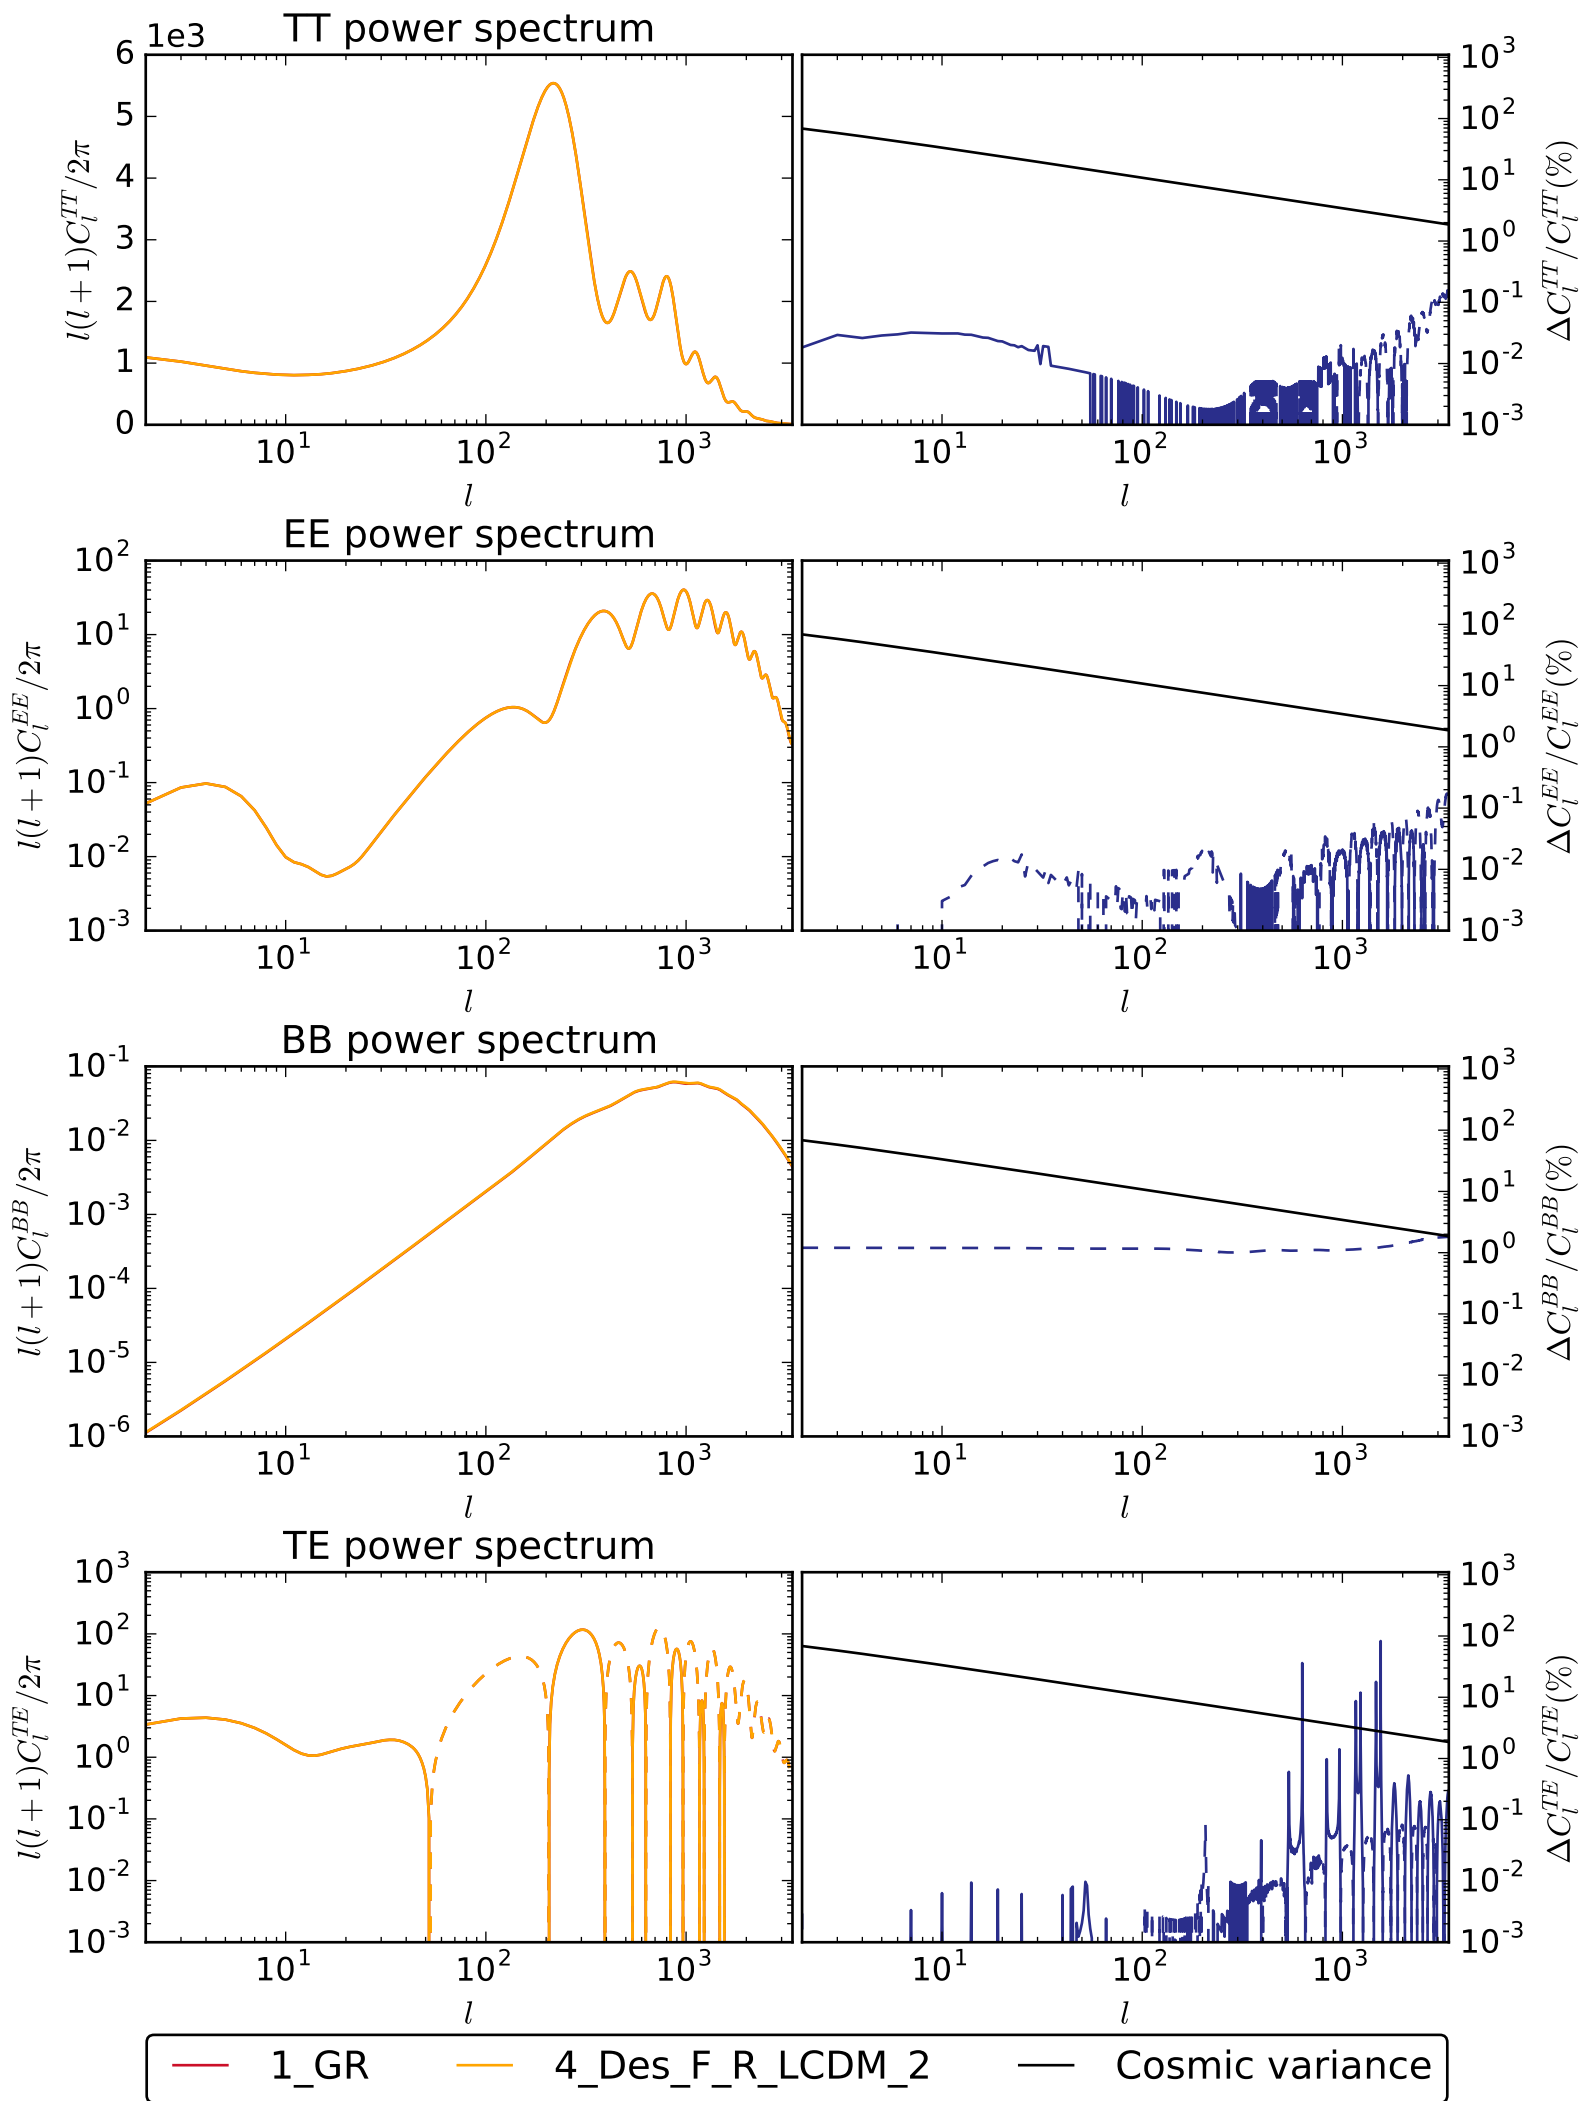 TT power spectrum
1e3
6
5
4
3
2
1
0
l(l + 1)C_l^{TT}/2π
10^1 10^2 10^3
l
10^3
10^2
10^1
10^0
10^-1
10^-2
10^-3
ΔC_l^{TT}/C_l^{TT}(%)
10^1 10^2 10^3
l
EE power spectrum
10^2
10^1
10^0
10^-1
10^-2
10^-3
l(l + 1)C_l^{EE}/2π
10^1 10^2 10^3
l
10^3
10^2
10^1
10^0
10^-1
10^-2
10^-3
ΔC_l^{EE}/C_l^{EE}(%)
10^1 10^2 10^3
l
BB power spectrum
10^-1
10^-2
10^-3
10^-4
10^-5
10^-6
l(l + 1)C_l^{BB}/2π
10^1 10^2 10^3
l
10^3
10^2
10^1
10^0
10^-1
10^-2
10^-3
ΔC_l^{BB}/C_l^{BB}(%)
10^1 10^2 10^3
l
TE power spectrum
10^3
10^2
10^1
10^0
10^-1
10^-2
10^-3
l(l + 1)C_l^{TE}/2π
10^1 10^2 10^3
l
10^3
10^2
10^1
10^0
10^-1
10^-2
10^-3
ΔC_l^{TE}/C_l^{TE}(%)
10^1 10^2 10^3
l
1_GR 4_Des_F_R_LCDM_2 Cosmic variance